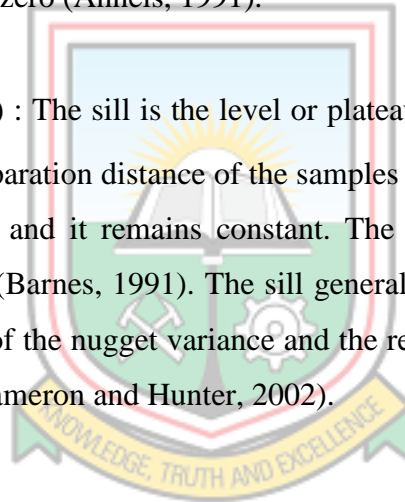 zero (Annels, 1991).
) : The sill is the level or plateau
paration distance of the samples
and it remains constant. The
(Barnes, 1991). The sill general
of the nugget variance and the re
ameron and Hunter, 2002).
KNOWLEDGE, TRUTH AND EXCELLENCE